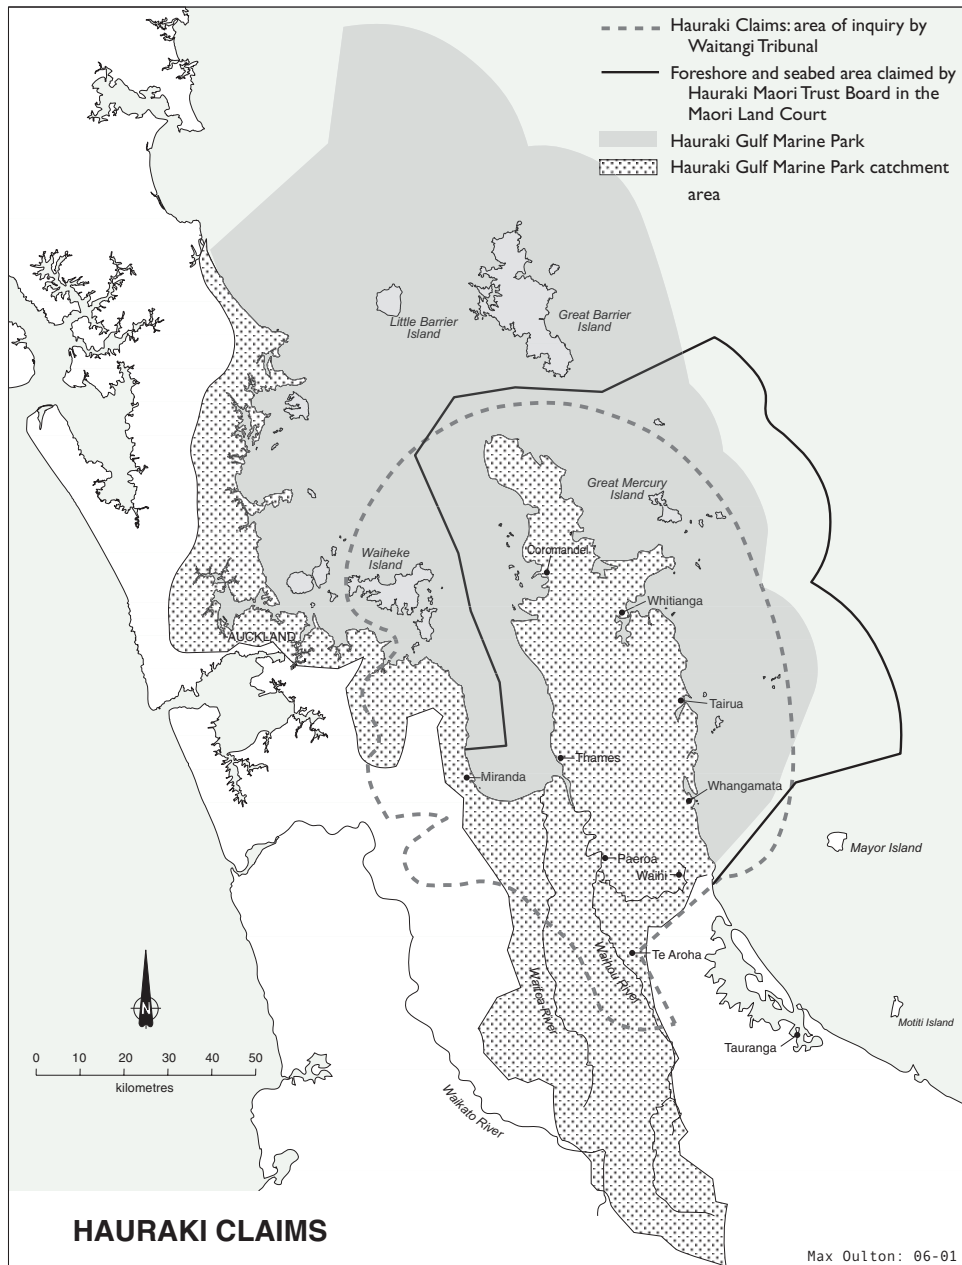 Hauraki Claims: area of inquiry by
Waitangi Tribunal
Foreshore and seabed area claimed by
Hauraki Maori Trust Board in the
Maori Land Court
Hauraki Gulf Marine Park
Hauraki Gulf Marine Park catchment
area
Little Barrier
Island
Great Barrier
Island
Great Mercury
Island
Waiheke
Island
Coromandel
Whitianga
AUCKLAND
Tairua
Thames
Miranda
Whangamata
Mayor Island
Paeroa
Waihi
Te Aroha
Waihou River
Waitoa River
N
Motiti Island
Tauranga
0 10 20 30 40 50
kilometres
Waikato River
HAURAKI CLAIMS
Max Oulton: 06-01